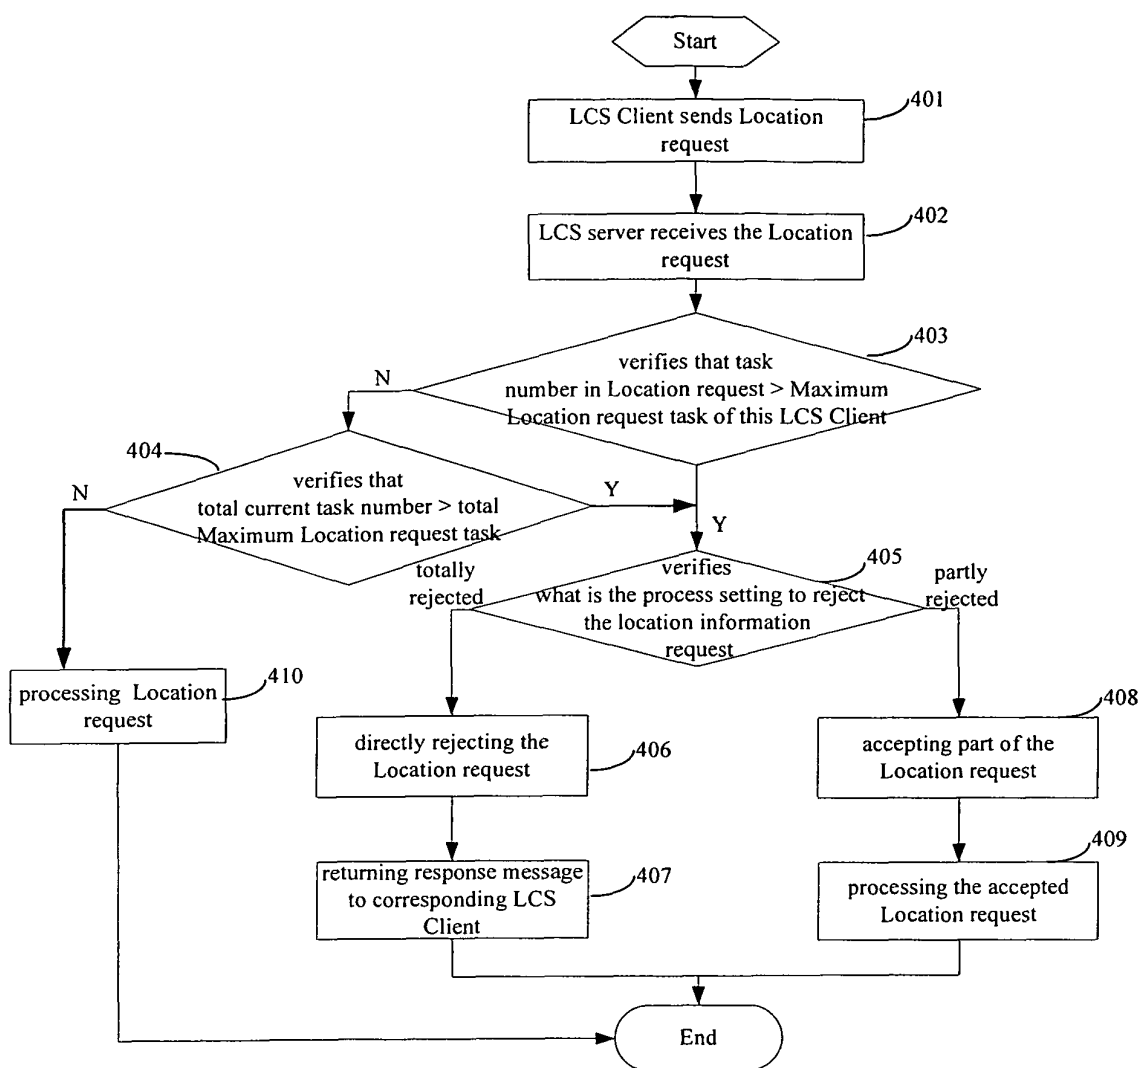 Start
401
LCS Client sends Location
request
402
LCS server receives the Location
request
403
verifies that task
number in Location request > Maximum
Location request task of this LCS Client
N
404
verifies that
total current task number > total
Maximum Location request task
N
Y
Y
405
verifies
what is the process setting to reject
the location information
request
totally
rejected
partly
rejected
410
processing Location
request
406
directly rejecting the
Location request
408
accepting part of the
Location request
407
returning response message
to corresponding LCS
Client
409
processing the accepted
Location request
End